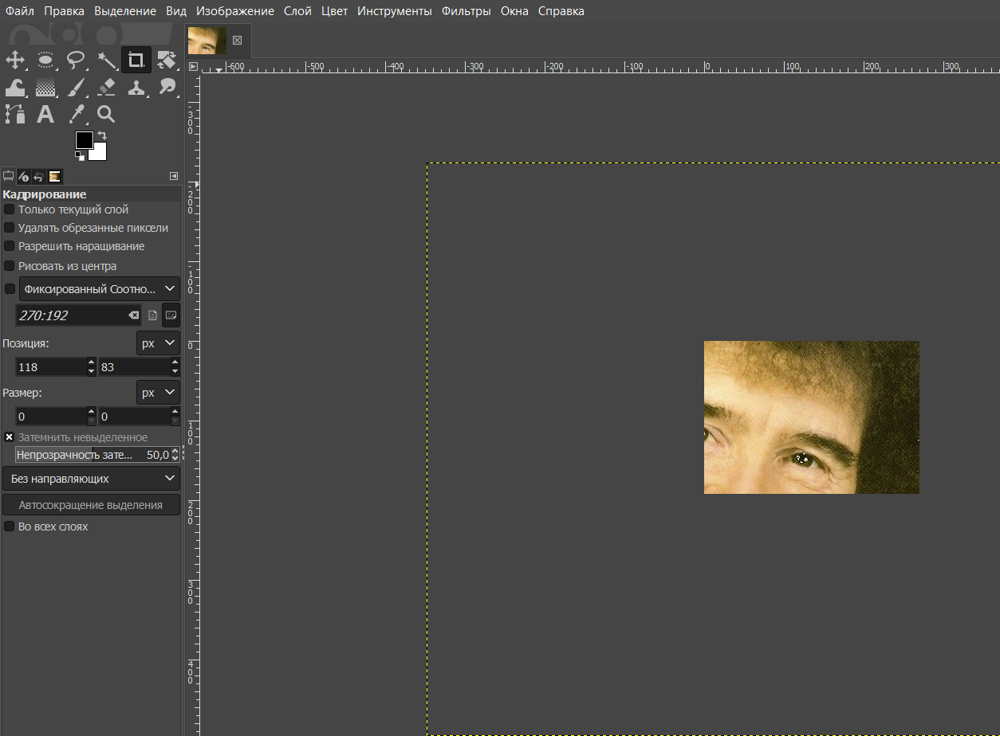 Файл Правка Выделение Вид Изображение Слой Цвет Инструменты Фильтры Окна Справка
-600 -500 -400 -300 -200 -100 0 100 200 300
-300
-200
-100
0
100
200
300
400
Кадрирование
Только текущий слой
Удалять обрезанные пиксели
Разрешить наращивание
Рисовать из центра
Фиксированный Соотно...
270:192
Позиция: px
118 83
Размер: px
0 0
Затемнить невыделенное
Непрозрачность зате... 50,0
Без направляющих
Автосокращение выделения
Во всех слоях